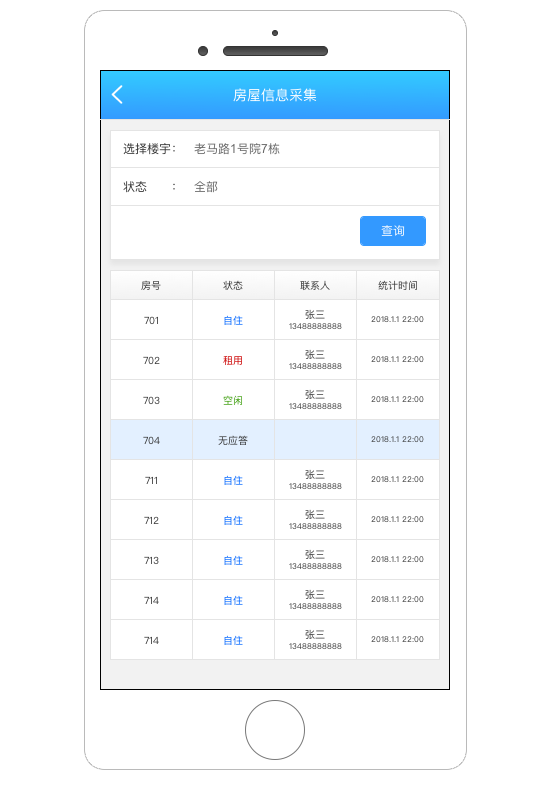 房屋信息采集
选择楼宇： 老马路1号院7栋
状态 ： 全部
查询
房号 状态 联系人 统计时间
701 自住 张三 13488888888 2018.1.1 22:00
702 租用 张三 13488888888 2018.1.1 22:00
703 空闲 张三 13488888888 2018.1.1 22:00
704 无应答 2018.1.1 22:00
711 自住 张三 13488888888 2018.1.1 22:00
712 自住 张三 13488888888 2018.1.1 22:00
713 自住 张三 13488888888 2018.1.1 22:00
714 自住 张三 13488888888 2018.1.1 22:00
714 自住 张三 13488888888 2018.1.1 22:00